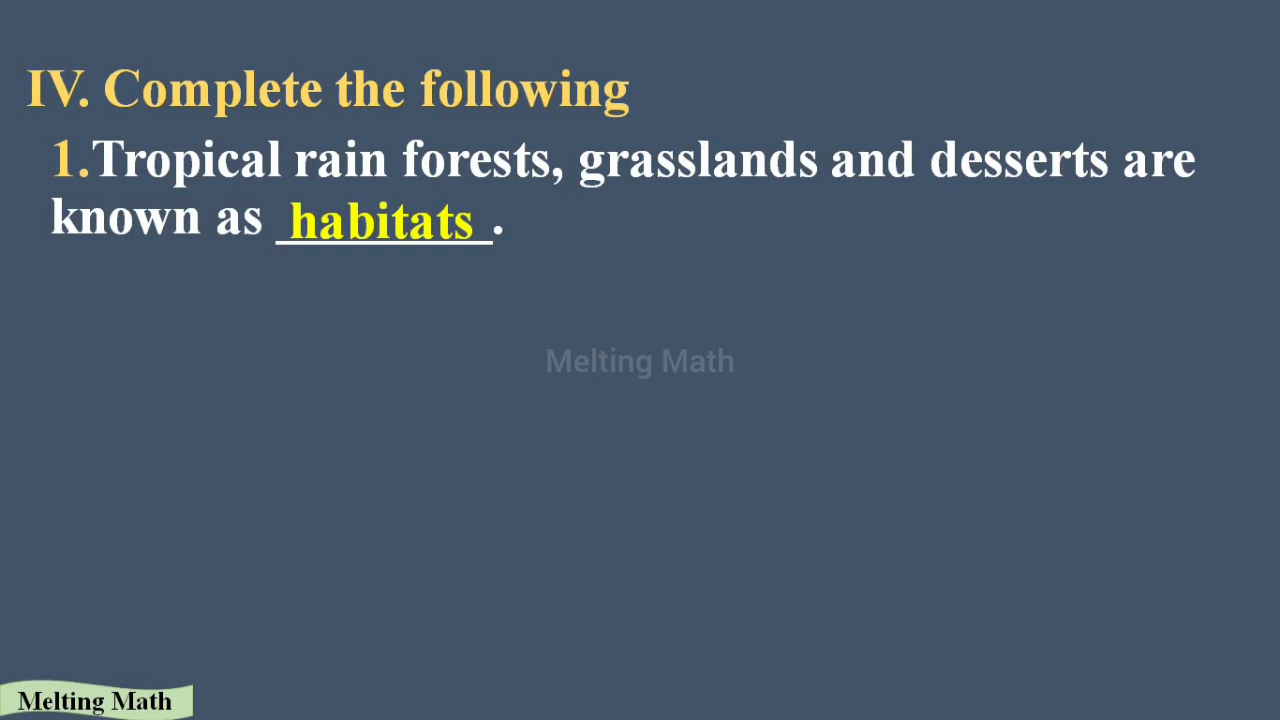 IV. Complete the following
1.Tropical rain forests, grasslands and desserts are
known as habitats.
Melting Math
Melting Math